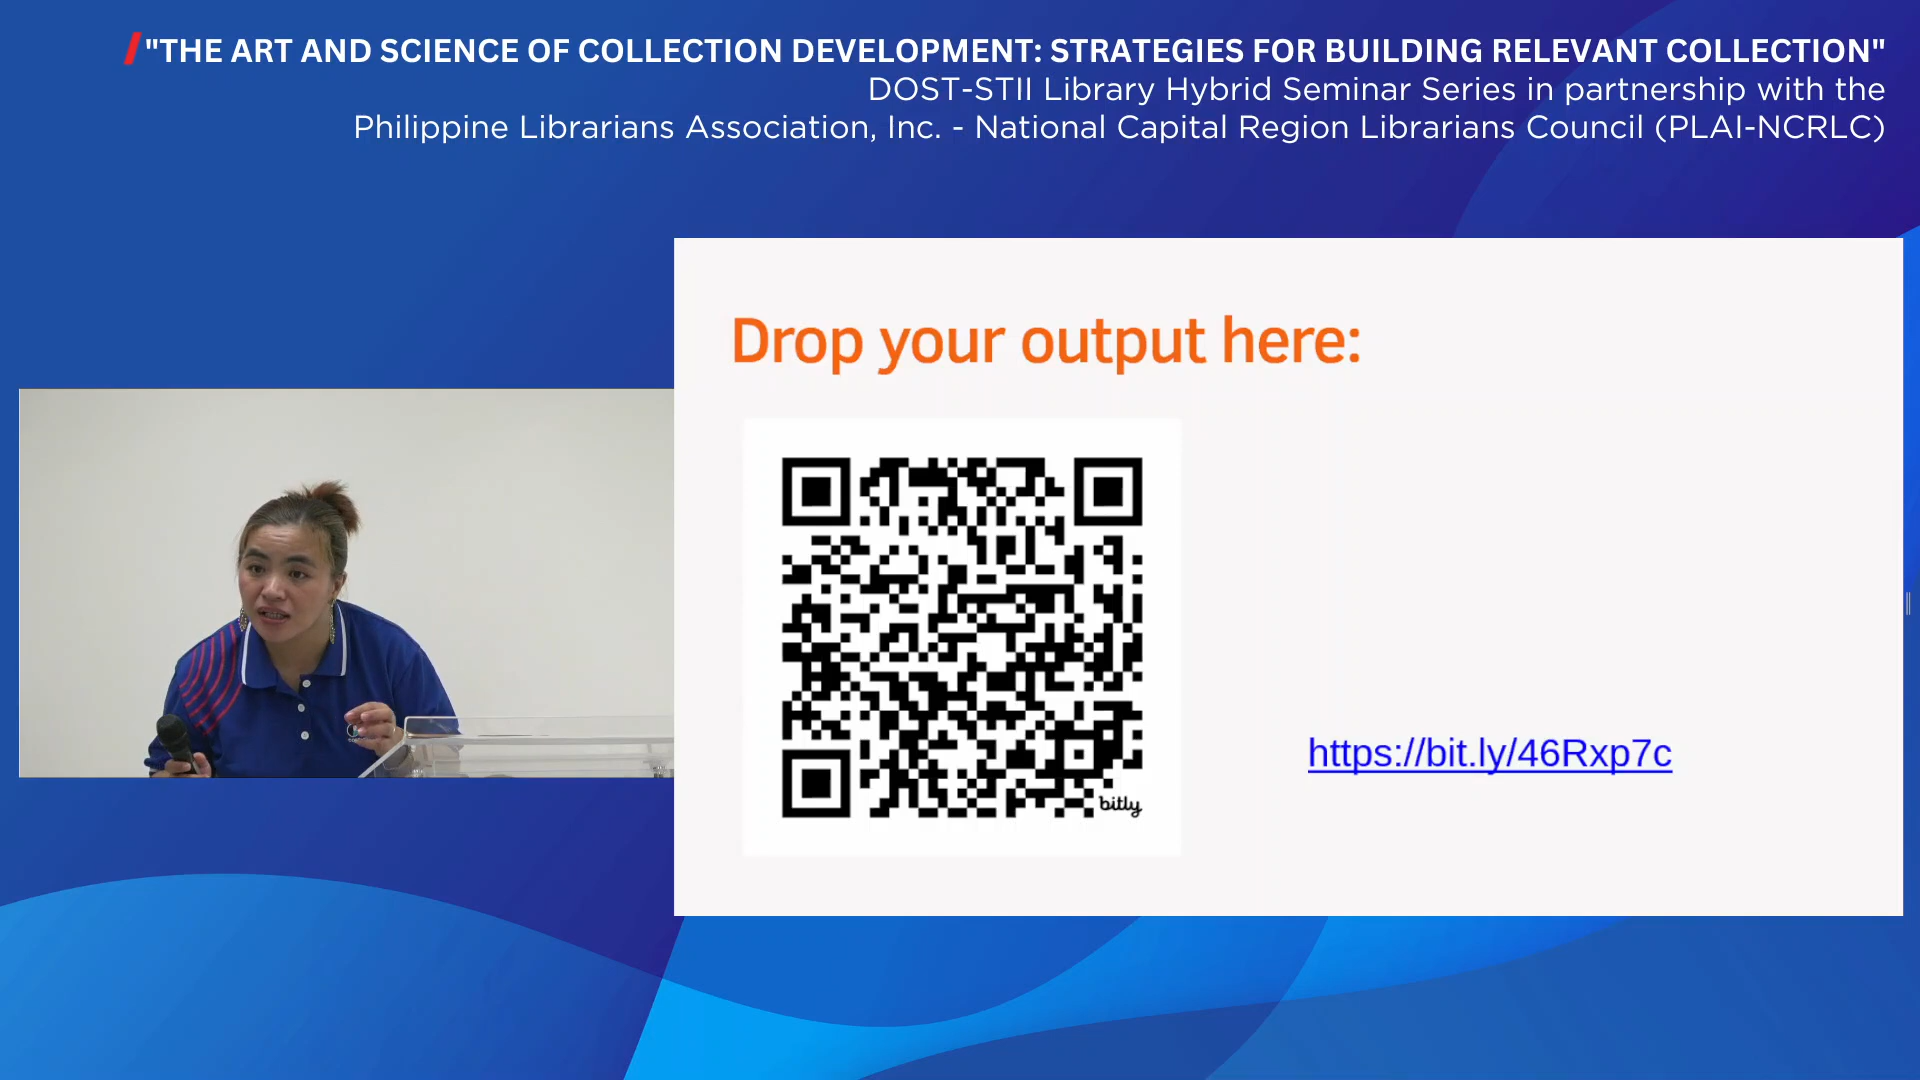 "THE ART AND SCIENCE OF COLLECTION DEVELOPMENT: STRATEGIES FOR BUILDING RELEVANT COLLECTION"
DOST-STII Library Hybrid Seminar Series in partnership with the
Philippine Librarians Association, Inc. - National Capital Region Librarians Council (PLAI-NCRLC)
Drop your output here:
https://bit.ly/46Rxp7c
bitly